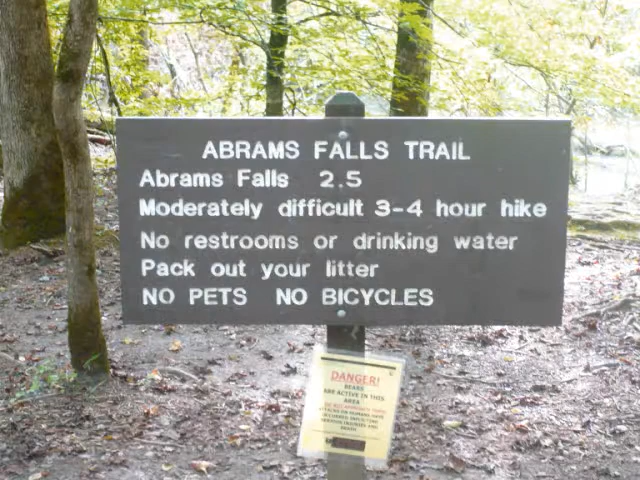 ABRAMS FALLS TRAIL
Abrams Falls 2.5
Moderately difficult 3-4 hour hike
No restrooms or drinking water
Pack out your litter
NO PETS NO BICYCLES
DANGER!
BEARS
ARE ACTIVE IN THIS
AREA